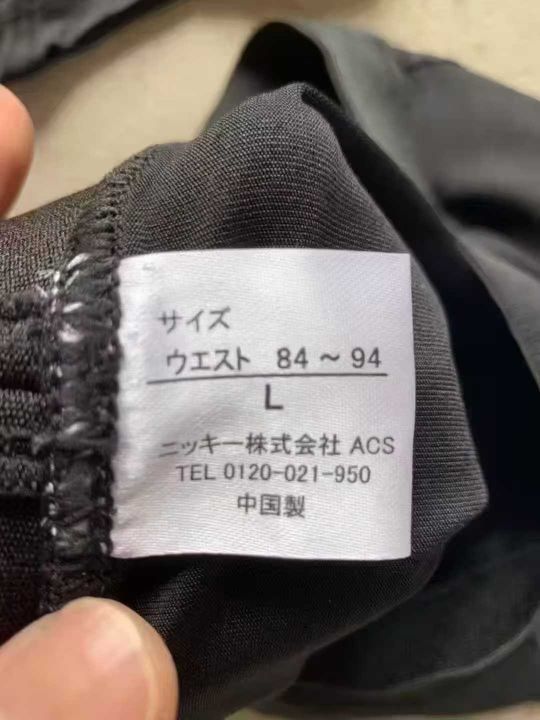 サイズ
ウエスト 84 ~ 94
L
ニッキー株式会社 ACS
TEL 0120-021-950
中国製